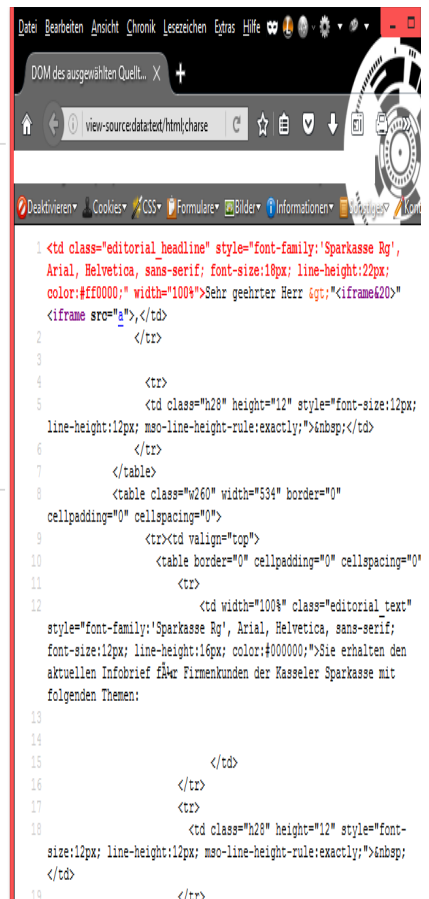 Datei Bearbeiten Ansicht Chronik Lesezeichen Extras Hilfe
DOM des ausgewählten Quellt...
view-source:data:text/html;charse
Deaktivieren Cookies CSS Formulare Bilder Informationen Sonstiges Kont
1 <td class="editorial_headline" style="font-family:'Sparkasse Rg',
Arial, Helvetica, sans-serif; font-size:18px; line-height:22px;
color:#ff0000;" width="100%">Sehr geehrter Herr &gt;"<iframe&20>"
<iframe src="a">,</td>
2 </tr>
3
4 <tr>
5 <td class="h28" height="12" style="font-size:12px;
line-height:12px; mso-line-height-rule:exactly;">&nbsp;</td>
6 </tr>
7 </table>
8 <table class="w260" width="534" border="0"
cellpadding="0" cellspacing="0">
9 <tr><td valign="top">
10 <table border="0" cellpadding="0" cellspacing="0"
11 <tr>
12 <td width="100%" class="editorial_text"
style="font-family:'Sparkasse Rg', Arial, Helvetica, sans-serif;
font-size:12px; line-height:16px; color:#000000;">Sie erhalten den
aktuellen Infobrief fÃ¼r Firmenkunden der Kasseler Sparkasse mit
folgenden Themen:
13
14
15 </td>
16 </tr>
17 <tr>
18 <td class="h28" height="12" style="font-
size:12px; line-height:12px; mso-line-height-rule:exactly;">&nbsp;
</td>
19 </tr>